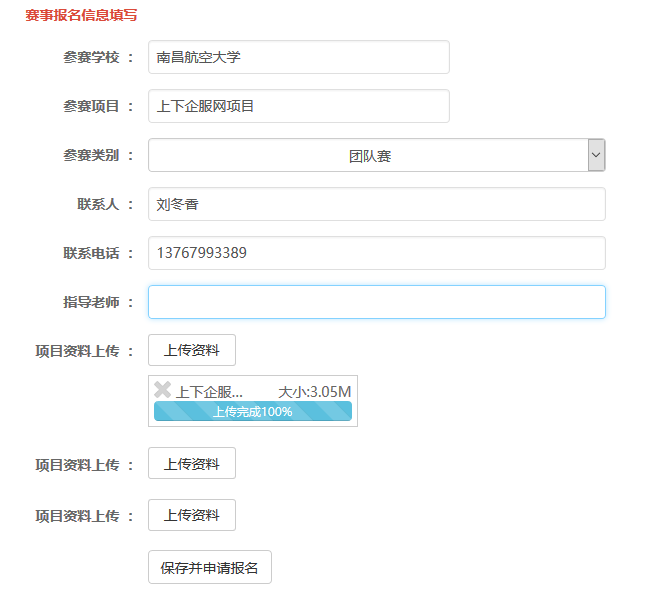 赛事报名信息填写
参赛学校 ： 南昌航空大学
参赛项目 ： 上下企服网项目
参赛类别 ： 团队赛
联系人 ： 刘冬香
联系电话 ： 13767993389
指导老师 ：
项目资料上传 ： 上传资料
上下企服... 大小:3.05M
上传完成100%
项目资料上传 ： 上传资料
项目资料上传 ： 上传资料
保存并申请报名